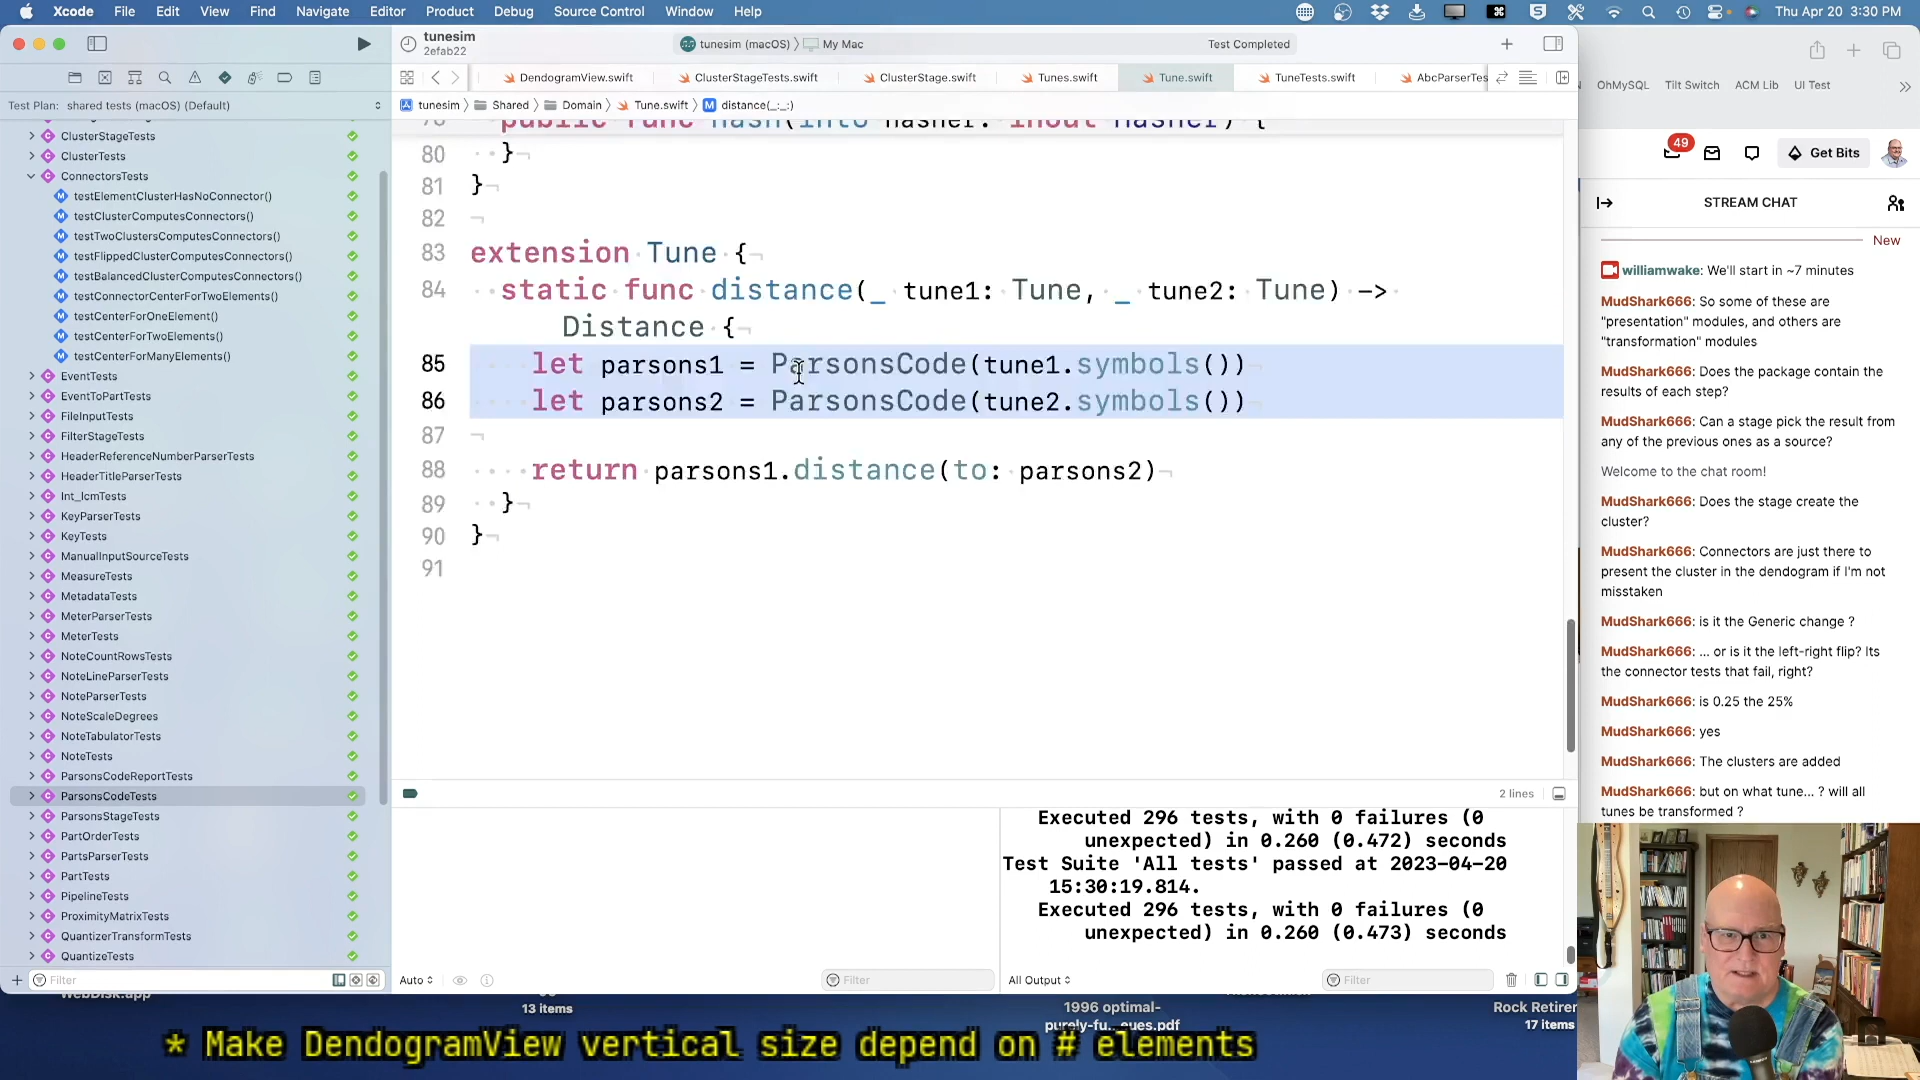 Xcode File Edit View Find Navigate Editor Product Debug Source Control Window Help
Thu Apr 20 3:30 PM
tunesim
2efab22
tunesim (macOS) 〉 My Mac
Test Completed
DendogramView.swift
ClusterStageTests.swift
ClusterStage.swift
Tunes.swift
Tune.swift
TuneTests.swift
AbcParserTes
Test Plan: shared tests (macOS) (Default)
tunesim 〉 Shared 〉 Domain 〉 Tune.swift 〉 M distance(_:_:)
ClusterStageTests
ClusterTests
ConnectorsTests
testElementClusterHasNoConnector()
testClusterComputesConnectors()
testTwoClustersComputesConnectors()
testFlippedClusterComputesConnectors()
testBalancedClusterComputesConnectors()
testConnectorCenterForTwoElements()
testCenterForOneElement()
testCenterForTwoElements()
testCenterForManyElements()
EventTests
EventToPartTests
FileInputTests
FilterStageTests
HeaderReferenceNumberParserTests
HeaderTitleParserTests
Int_lcmTests
KeyParserTests
KeyTests
ManualInputSourceTests
MeasureTests
MetadataTests
MeterParserTests
MeterTests
NoteCountRowsTests
NoteLineParserTests
NoteParserTests
NoteScaleDegrees
NoteTabulatorTests
NoteTests
ParsonsCodeReportTests
ParsonsCodeTests
ParsonsStageTests
PartOrderTests
PartsParserTests
PartTests
PipelineTests
ProximityMatrixTests
QuantizerTransformTests
QuantizeTests
Filter
public func hash(into hasher: inout Hasher) {
80 }
81 }
82
83 extension Tune {
84 static func distance(_ tune1: Tune, _ tune2: Tune) ->
Distance {
85 let parsons1 = ParsonsCode(tune1.symbols())
86 let parsons2 = ParsonsCode(tune2.symbols())
87
88 return parsons1.distance(to: parsons2)
89 }
90 }
91
2 lines
Executed 296 tests, with 0 failures (0
unexpected) in 0.260 (0.472) seconds
Test Suite 'All tests' passed at 2023-04-20
15:30:19.814.
Executed 296 tests, with 0 failures (0
unexpected) in 0.260 (0.473) seconds
Auto
Filter
All Output
Filter
OhMySQL Tilt Switch ACM Lib UI Test
49
Get Bits
STREAM CHAT
New
williamwake: We'll start in ~7 minutes
MudShark666: So some of these are
"presentation" modules, and others are
"transformation" modules
MudShark666: Does the package contain the
results of each step?
MudShark666: Can a stage pick the result from
any of the previous ones as a source?
Welcome to the chat room!
MudShark666: Does the stage create the
cluster?
MudShark666: Connectors are just there to
present the cluster in the dendogram if I'm not
misstaken
MudShark666: is it the Generic change ?
MudShark666: ... or is it the left-right flip? Its
the connector tests that fail, right?
MudShark666: is 0.25 the 25%
MudShark666: yes
MudShark666: The clusters are added
MudShark666: but on what tune... ? will all
tunes be transformed ?
WebDisk.app
13 items
1996 optimal-
purely-fu...eues.pdf
Rock Retirer
17 items
* Make DendogramView vertical size depend on # elements